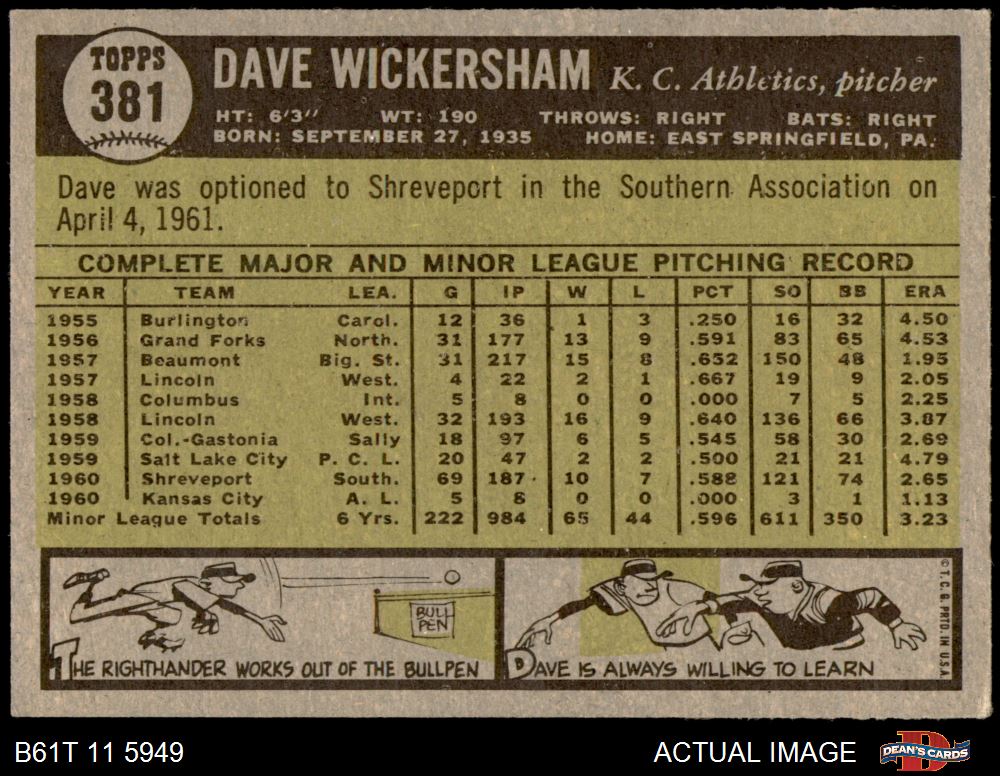 TOPPS
381
DAVE WICKERSHAM K. C. Athletics, pitcher
HT: 6'3" WT: 190 THROWS: RIGHT BATS: RIGHT
BORN: SEPTEMBER 27, 1935 HOME: EAST SPRINGFIELD, PA.
Dave was optioned to Shreveport in the Southern Association on
April 4, 1961.
COMPLETE MAJOR AND MINOR LEAGUE PITCHING RECORD
YEAR TEAM LEA. G IP W L PCT SO BB ERA
1955 Burlington Carol. 12 36 1 3 .250 16 32 4.50
1956 Grand Forks North. 31 177 13 9 .591 83 65 4.53
1957 Beaumont Big. St. 31 217 15 8 .652 150 48 1.95
1957 Lincoln West. 4 22 2 1 .667 19 9 2.05
1958 Columbus Int. 5 8 0 0 .000 7 5 2.25
1958 Lincoln West. 32 193 16 9 .640 136 66 3.87
1959 Col.-Gastonia Sally 18 97 6 5 .545 58 30 2.69
1959 Salt Lake City P. C. L. 20 47 2 2 .500 21 21 4.79
1960 Shreveport South. 69 187 10 7 .588 121 74 2.65
1960 Kansas City A. L. 5 8 0 0 .000 3 1 1.13
Minor League Totals 6 Yrs. 222 984 65 44 .596 611 350 3.23
BULL
PEN
THE RIGHTHANDER WORKS OUT OF THE BULLPEN
DAVE IS ALWAYS WILLING TO LEARN
© T. C. G. PRTD. IN U.S.A.
B61T 11 5949
ACTUAL IMAGE
DEAN'S CARDS